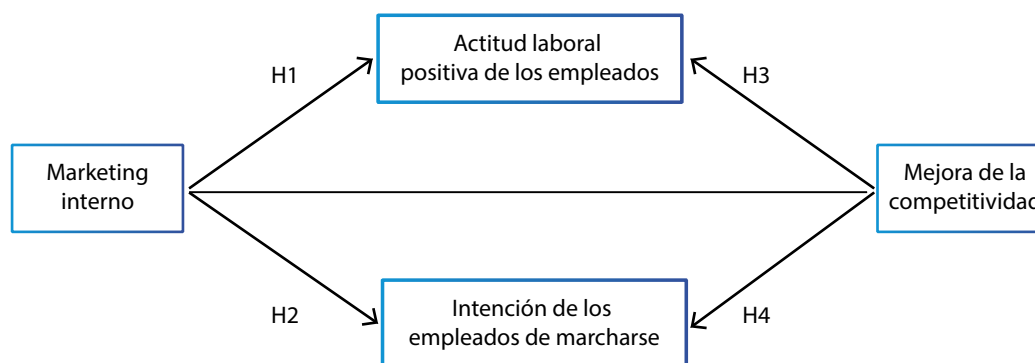 Actitud laboral
positiva de los empleados
H1
H3
Marketing
interno
Mejora de la
competitividad
H2
H4
Intención de los
empleados de marcharse